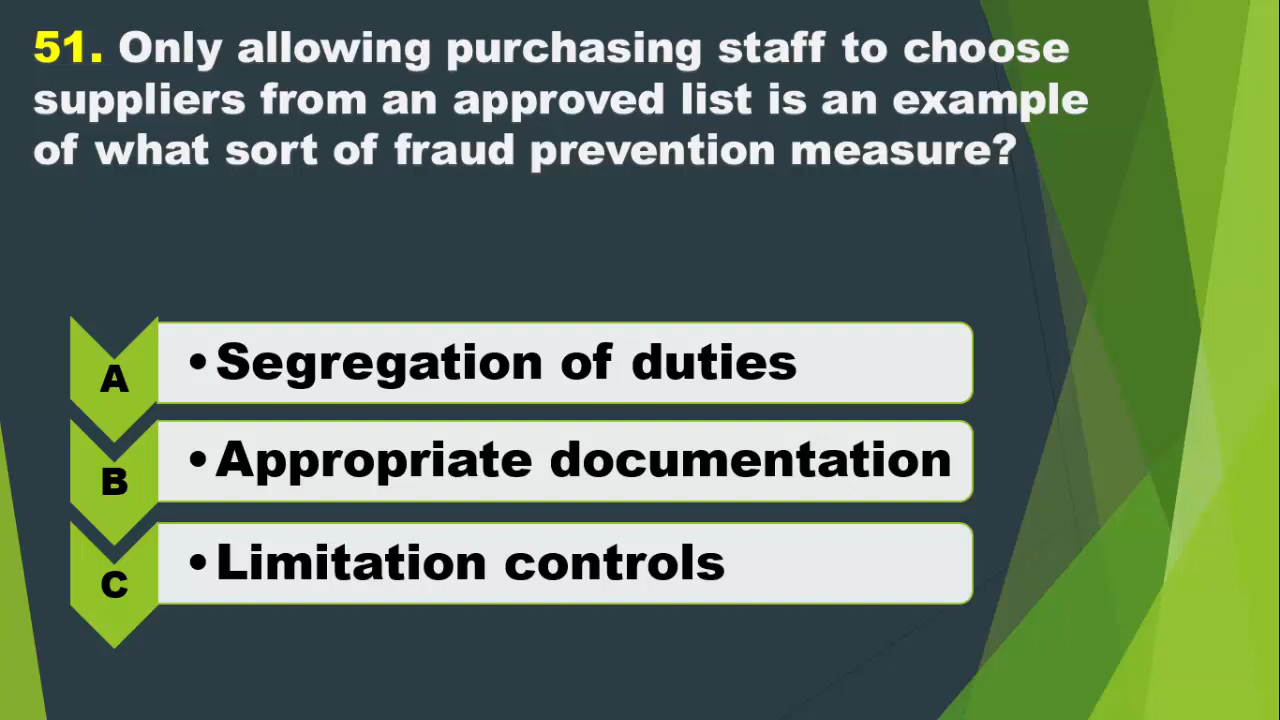 51. Only allowing purchasing staff to choose
suppliers from an approved list is an example
of what sort of fraud prevention measure?
A
•Segregation of duties
B
•Appropriate documentation
C
•Limitation controls